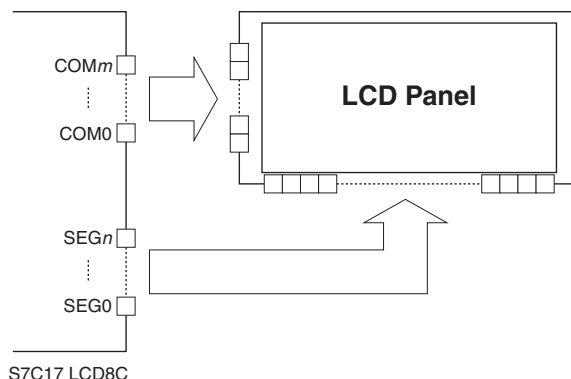 COMm
COM0
SEGn
SEG0
LCD Panel
S7C17 LCD8C